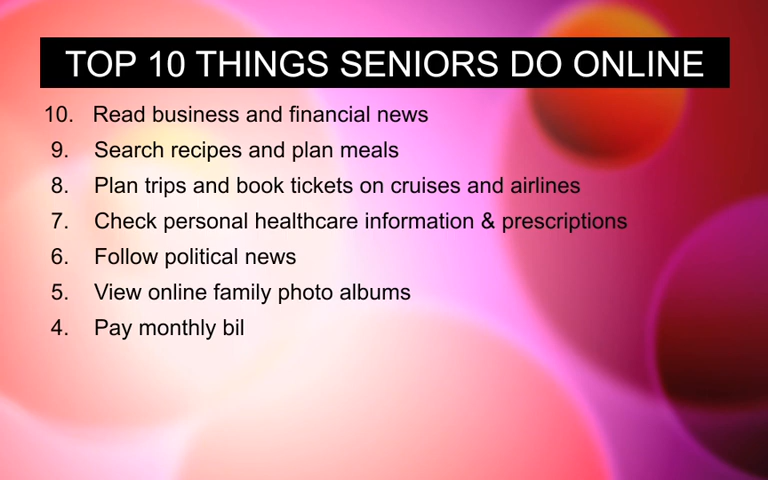 TOP 10 THINGS SENIORS DO ONLINE
10. Read business and financial news
9. Search recipes and plan meals
8. Plan trips and book tickets on cruises and airlines
7. Check personal healthcare information & prescriptions
6. Follow political news
5. View online family photo albums
4. Pay monthly bil